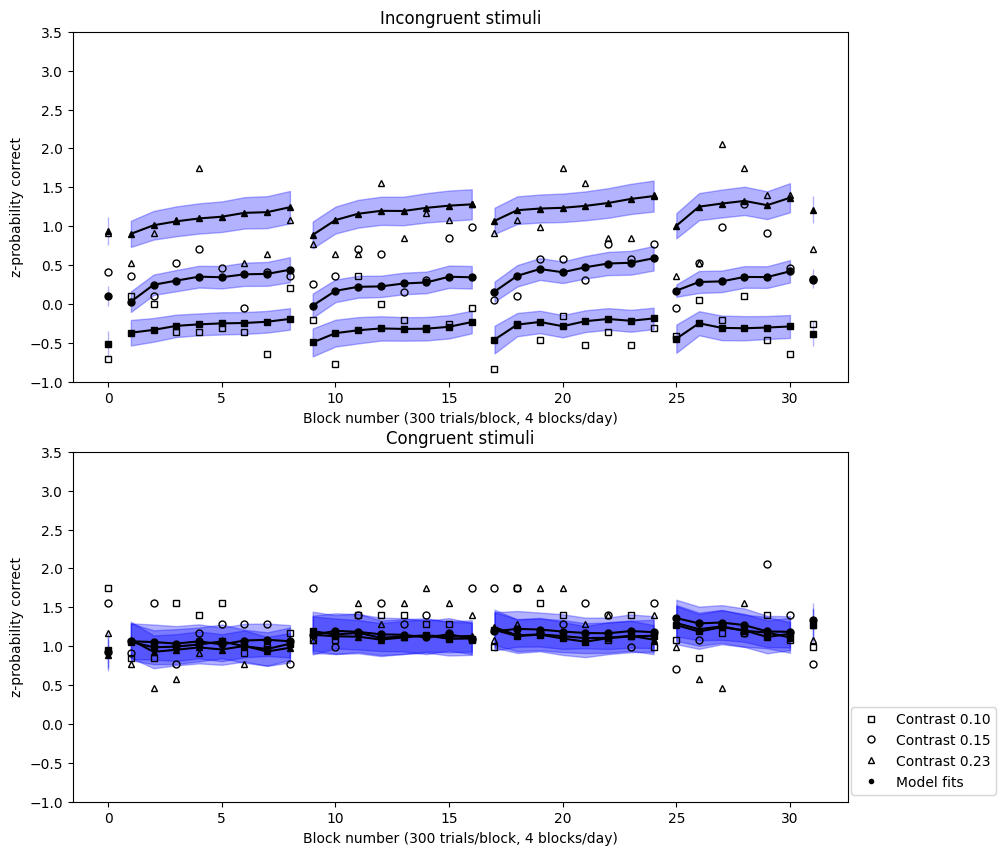 Incongruent stimuli
3.5
3.0
2.5
2.0
1.5
1.0
0.5
0.0
−0.5
−1.0
z-probability correct
0 5 10 15 20 25 30
Block number (300 trials/block, 4 blocks/day)
Congruent stimuli
3.5
3.0
2.5
2.0
1.5
1.0
0.5
0.0
−0.5
−1.0
z-probability correct
0 5 10 15 20 25 30
Block number (300 trials/block, 4 blocks/day)
Contrast 0.10
Contrast 0.15
Contrast 0.23
Model fits